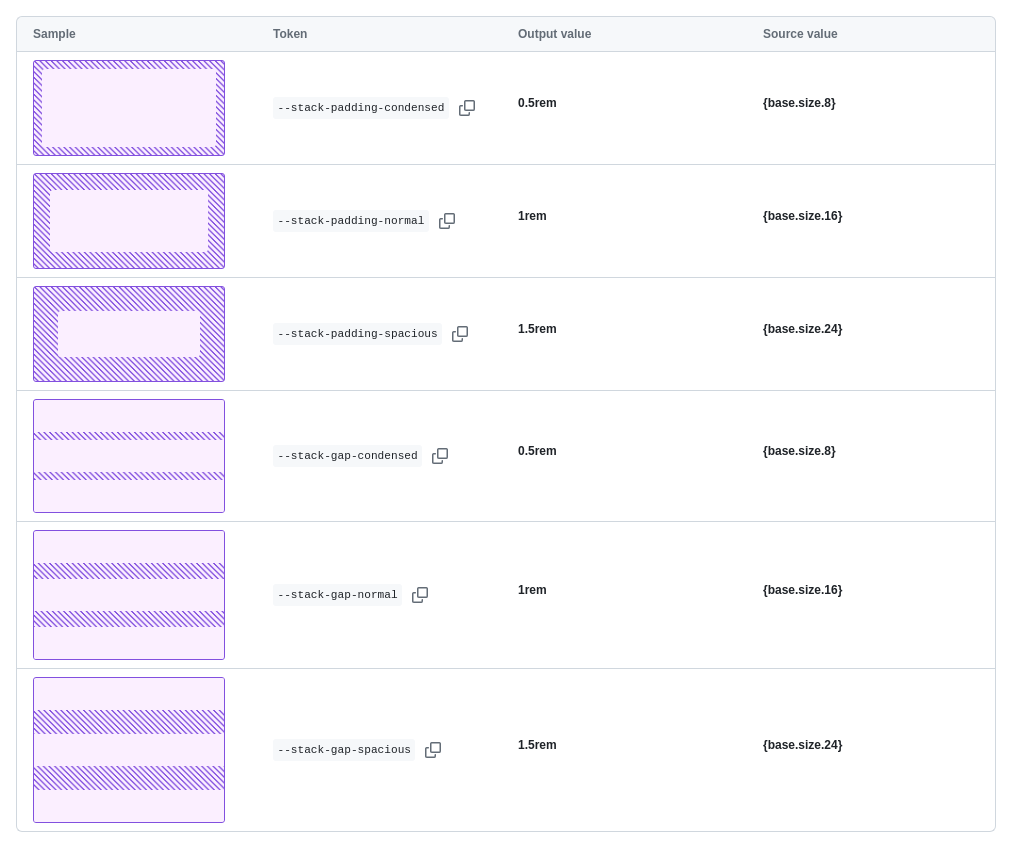 Sample Token Output value Source value
--stack-padding-condensed 0.5rem {base.size.8}
--stack-padding-normal 1rem {base.size.16}
--stack-padding-spacious 1.5rem {base.size.24}
--stack-gap-condensed 0.5rem {base.size.8}
--stack-gap-normal 1rem {base.size.16}
--stack-gap-spacious 1.5rem {base.size.24}